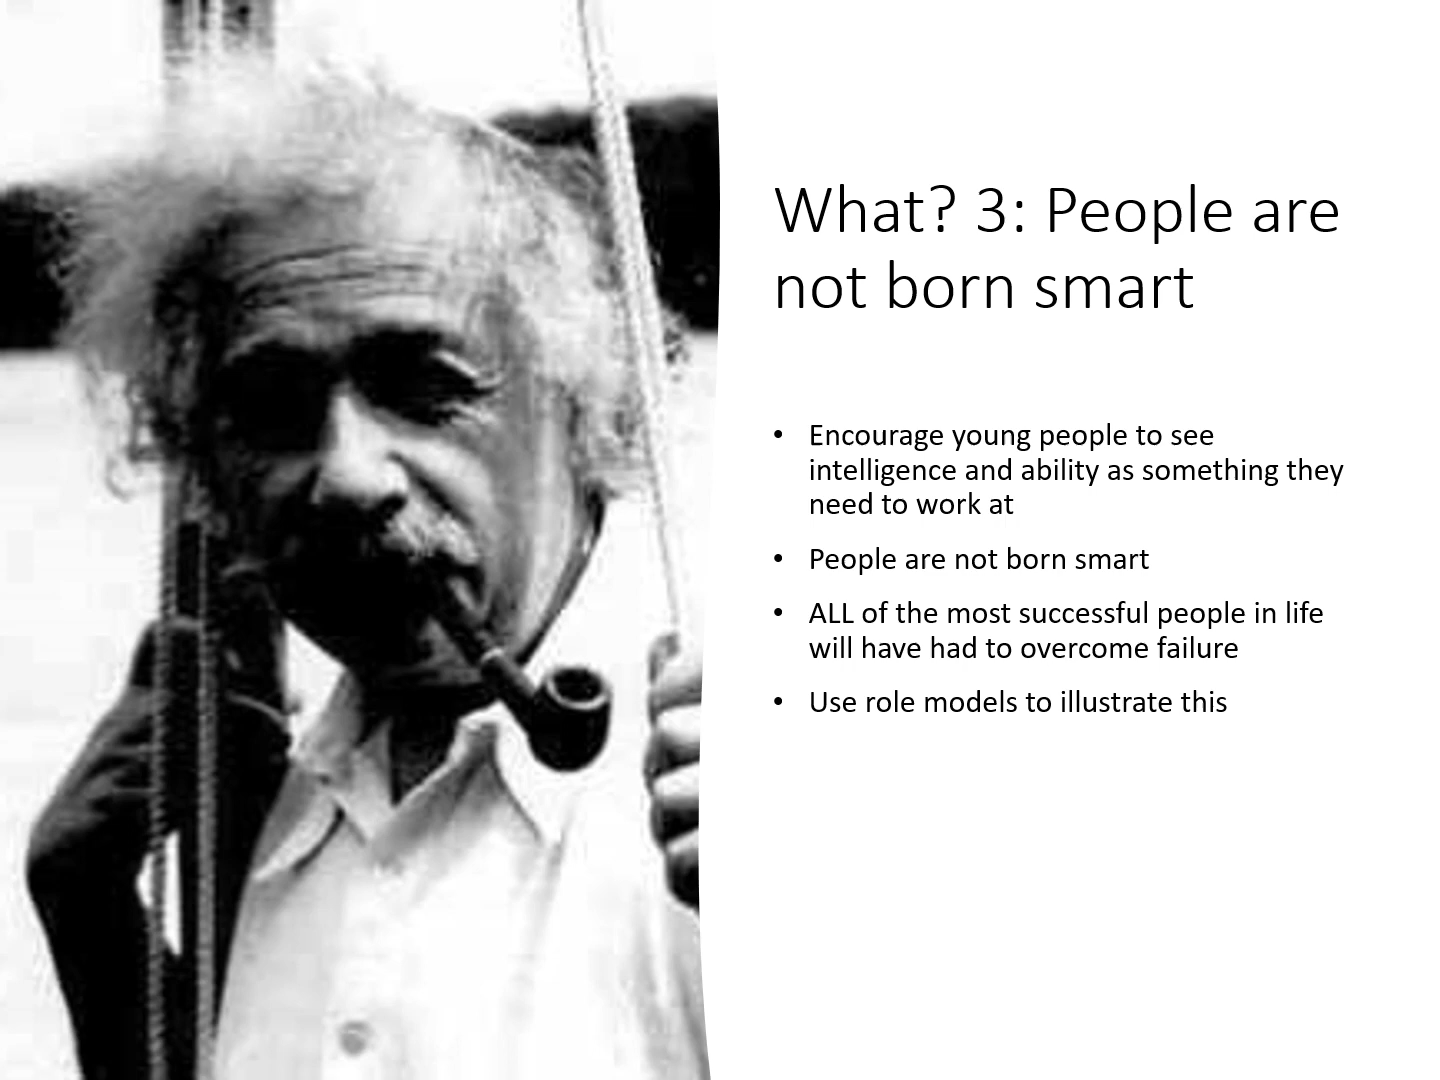 What? 3: People are
not born smart
• Encourage young people to see
intelligence and ability as something they
need to work at
• People are not born smart
• ALL of the most successful people in life
will have had to overcome failure
• Use role models to illustrate this